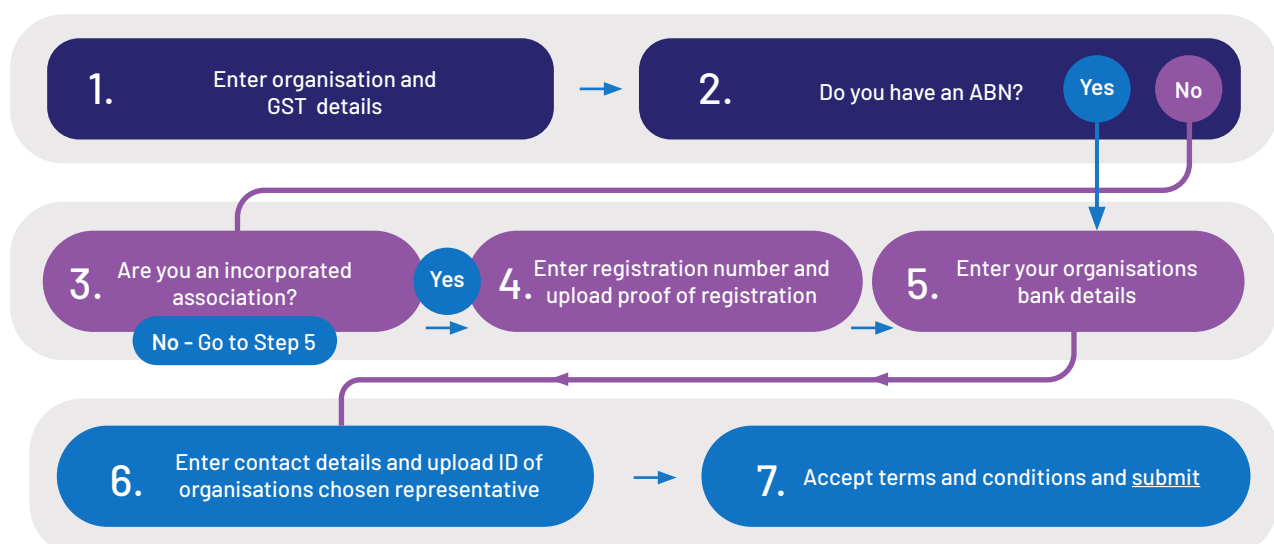 1.
Enter organisation and
GST details
2.
Do you have an ABN?
Yes
No
3.
Are you an incorporated
association?
No - Go to Step 5
Yes
4.
Enter registration number and
upload proof of registration
5.
Enter your organisations
bank details
6.
Enter contact details and upload ID of
organisations chosen representative
7.
Accept terms and conditions and submit